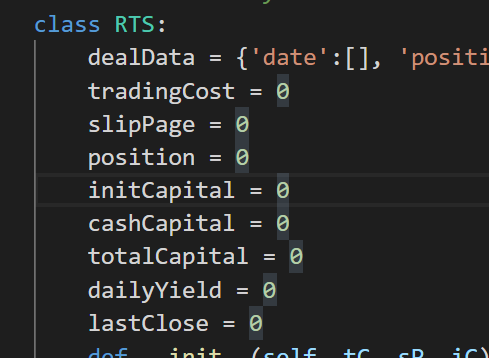 class RTS:
dealData = {'date':[], 'positi
tradingCost = 0
slipPage = 0
position = 0
initCapital = 0
cashCapital = 0
totalCapital = 0
dailyYield = 0
lastClose = 0
def __init__(self, tC, sP, iC)